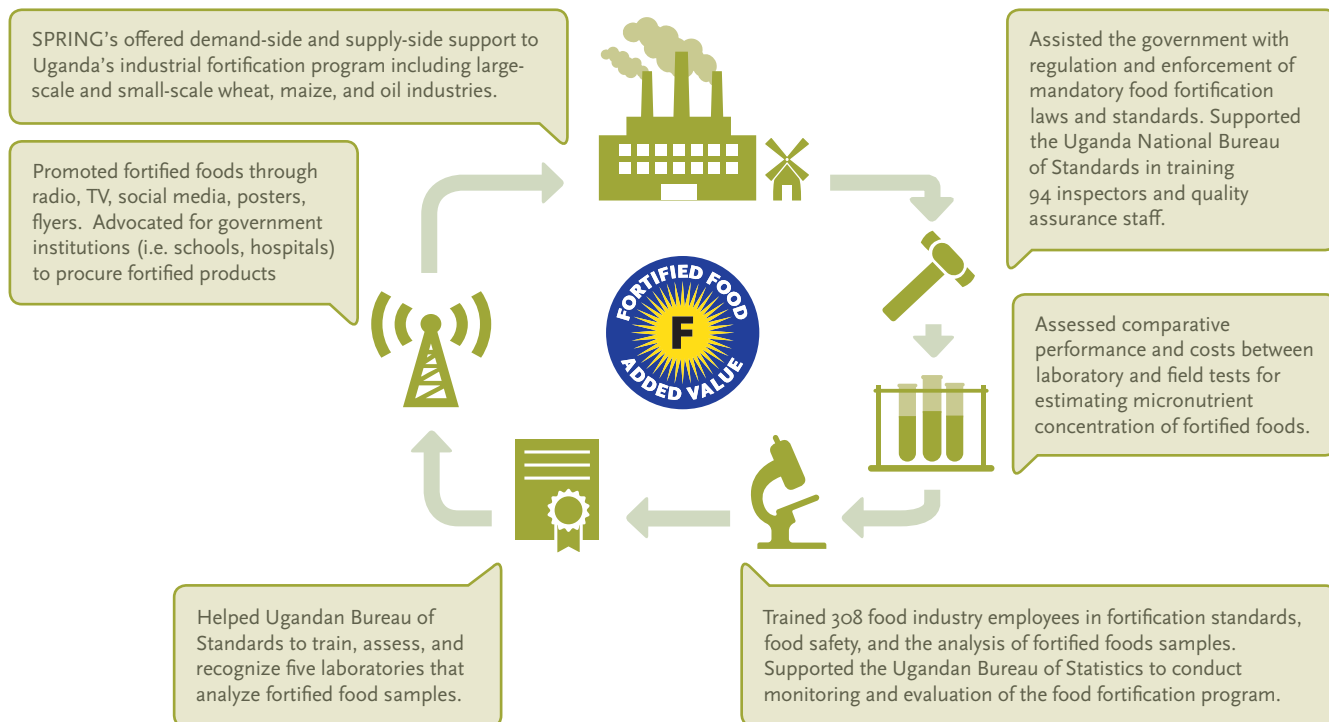 SPRING's offered demand-side and supply-side support to
Uganda's industrial fortification program including large-
scale and small-scale wheat, maize, and oil industries.
Promoted fortified foods through
radio, TV, social media, posters,
flyers. Advocated for government
institutions (i.e. schools, hospitals)
to procure fortified products
Assisted the government with
regulation and enforcement of
mandatory food fortification
laws and standards. Supported
the Uganda National Bureau
of Standards in training
94 inspectors and quality
assurance staff.
FORTIFIED FOOD
F
ADDED VALUE
Assessed comparative
performance and costs between
laboratory and field tests for
estimating micronutrient
concentration of fortified foods.
Helped Ugandan Bureau of
Standards to train, assess, and
recognize five laboratories that
analyze fortified food samples.
Trained 308 food industry employees in fortification standards,
food safety, and the analysis of fortified foods samples.
Supported the Ugandan Bureau of Statistics to conduct
monitoring and evaluation of the food fortification program.